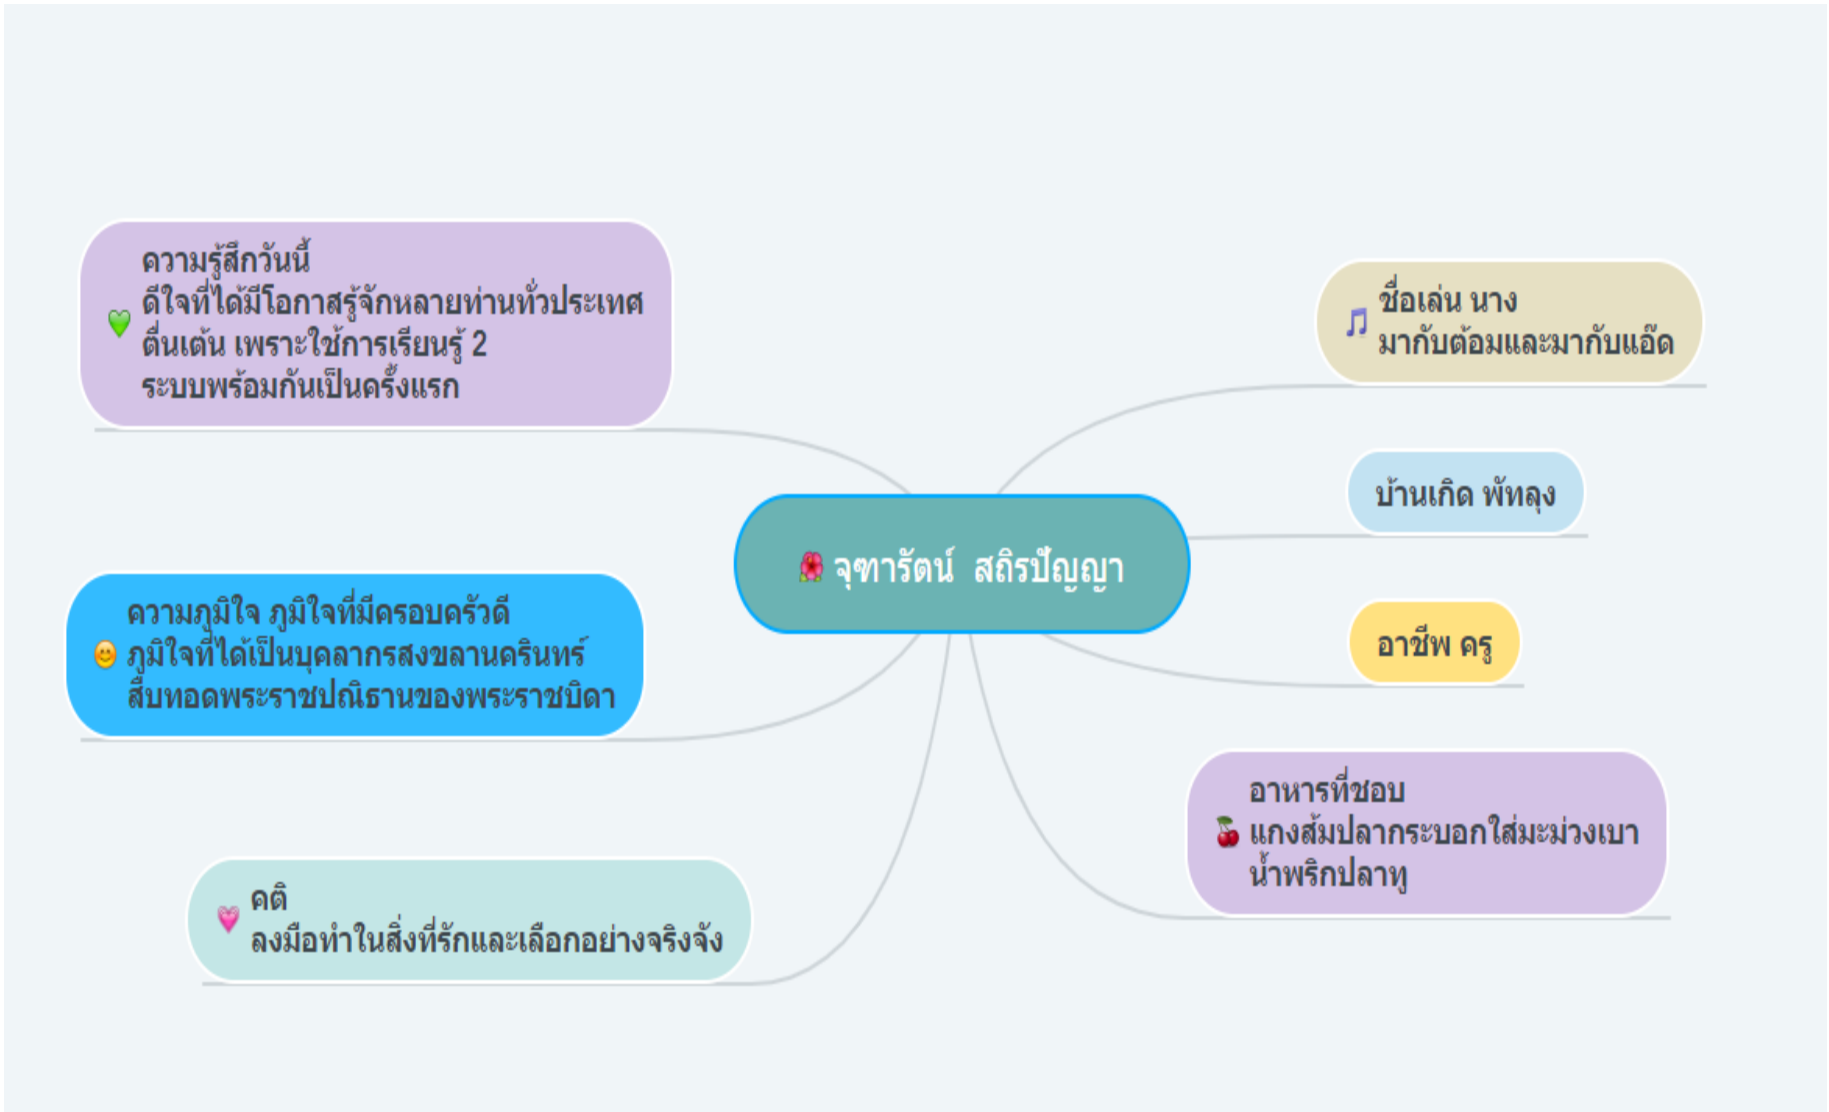 ความรู้สึกวันนี้
ดีใจที่ได้มีโอกาสรู้จักหลายท่านทั่วประเทศ
ตื่นเต้น เพราะใช้การเรียนรู้ 2
ระบบพร้อมกันเป็นครั้งแรก
ความภูมิใจ ภูมิใจที่มีครอบครัวดี
ภูมิใจที่ได้เป็นบุคลากรสงขลานครินทร์
สืบทอดพระราชปณิธานของพระราชบิดา
คติ
ลงมือทำในสิ่งที่รักและเลือกอย่างจริงจัง
จุฑารัตน์ สถิรปัญญา
ชื่อเล่น นาง
มากับต้อมและมากับแอ๊ด
บ้านเกิด พัทลุง
อาชีพ ครู
อาหารที่ชอบ
แกงส้มปลากระบอกใส่มะม่วงเบา
น้ำพริกปลาทู